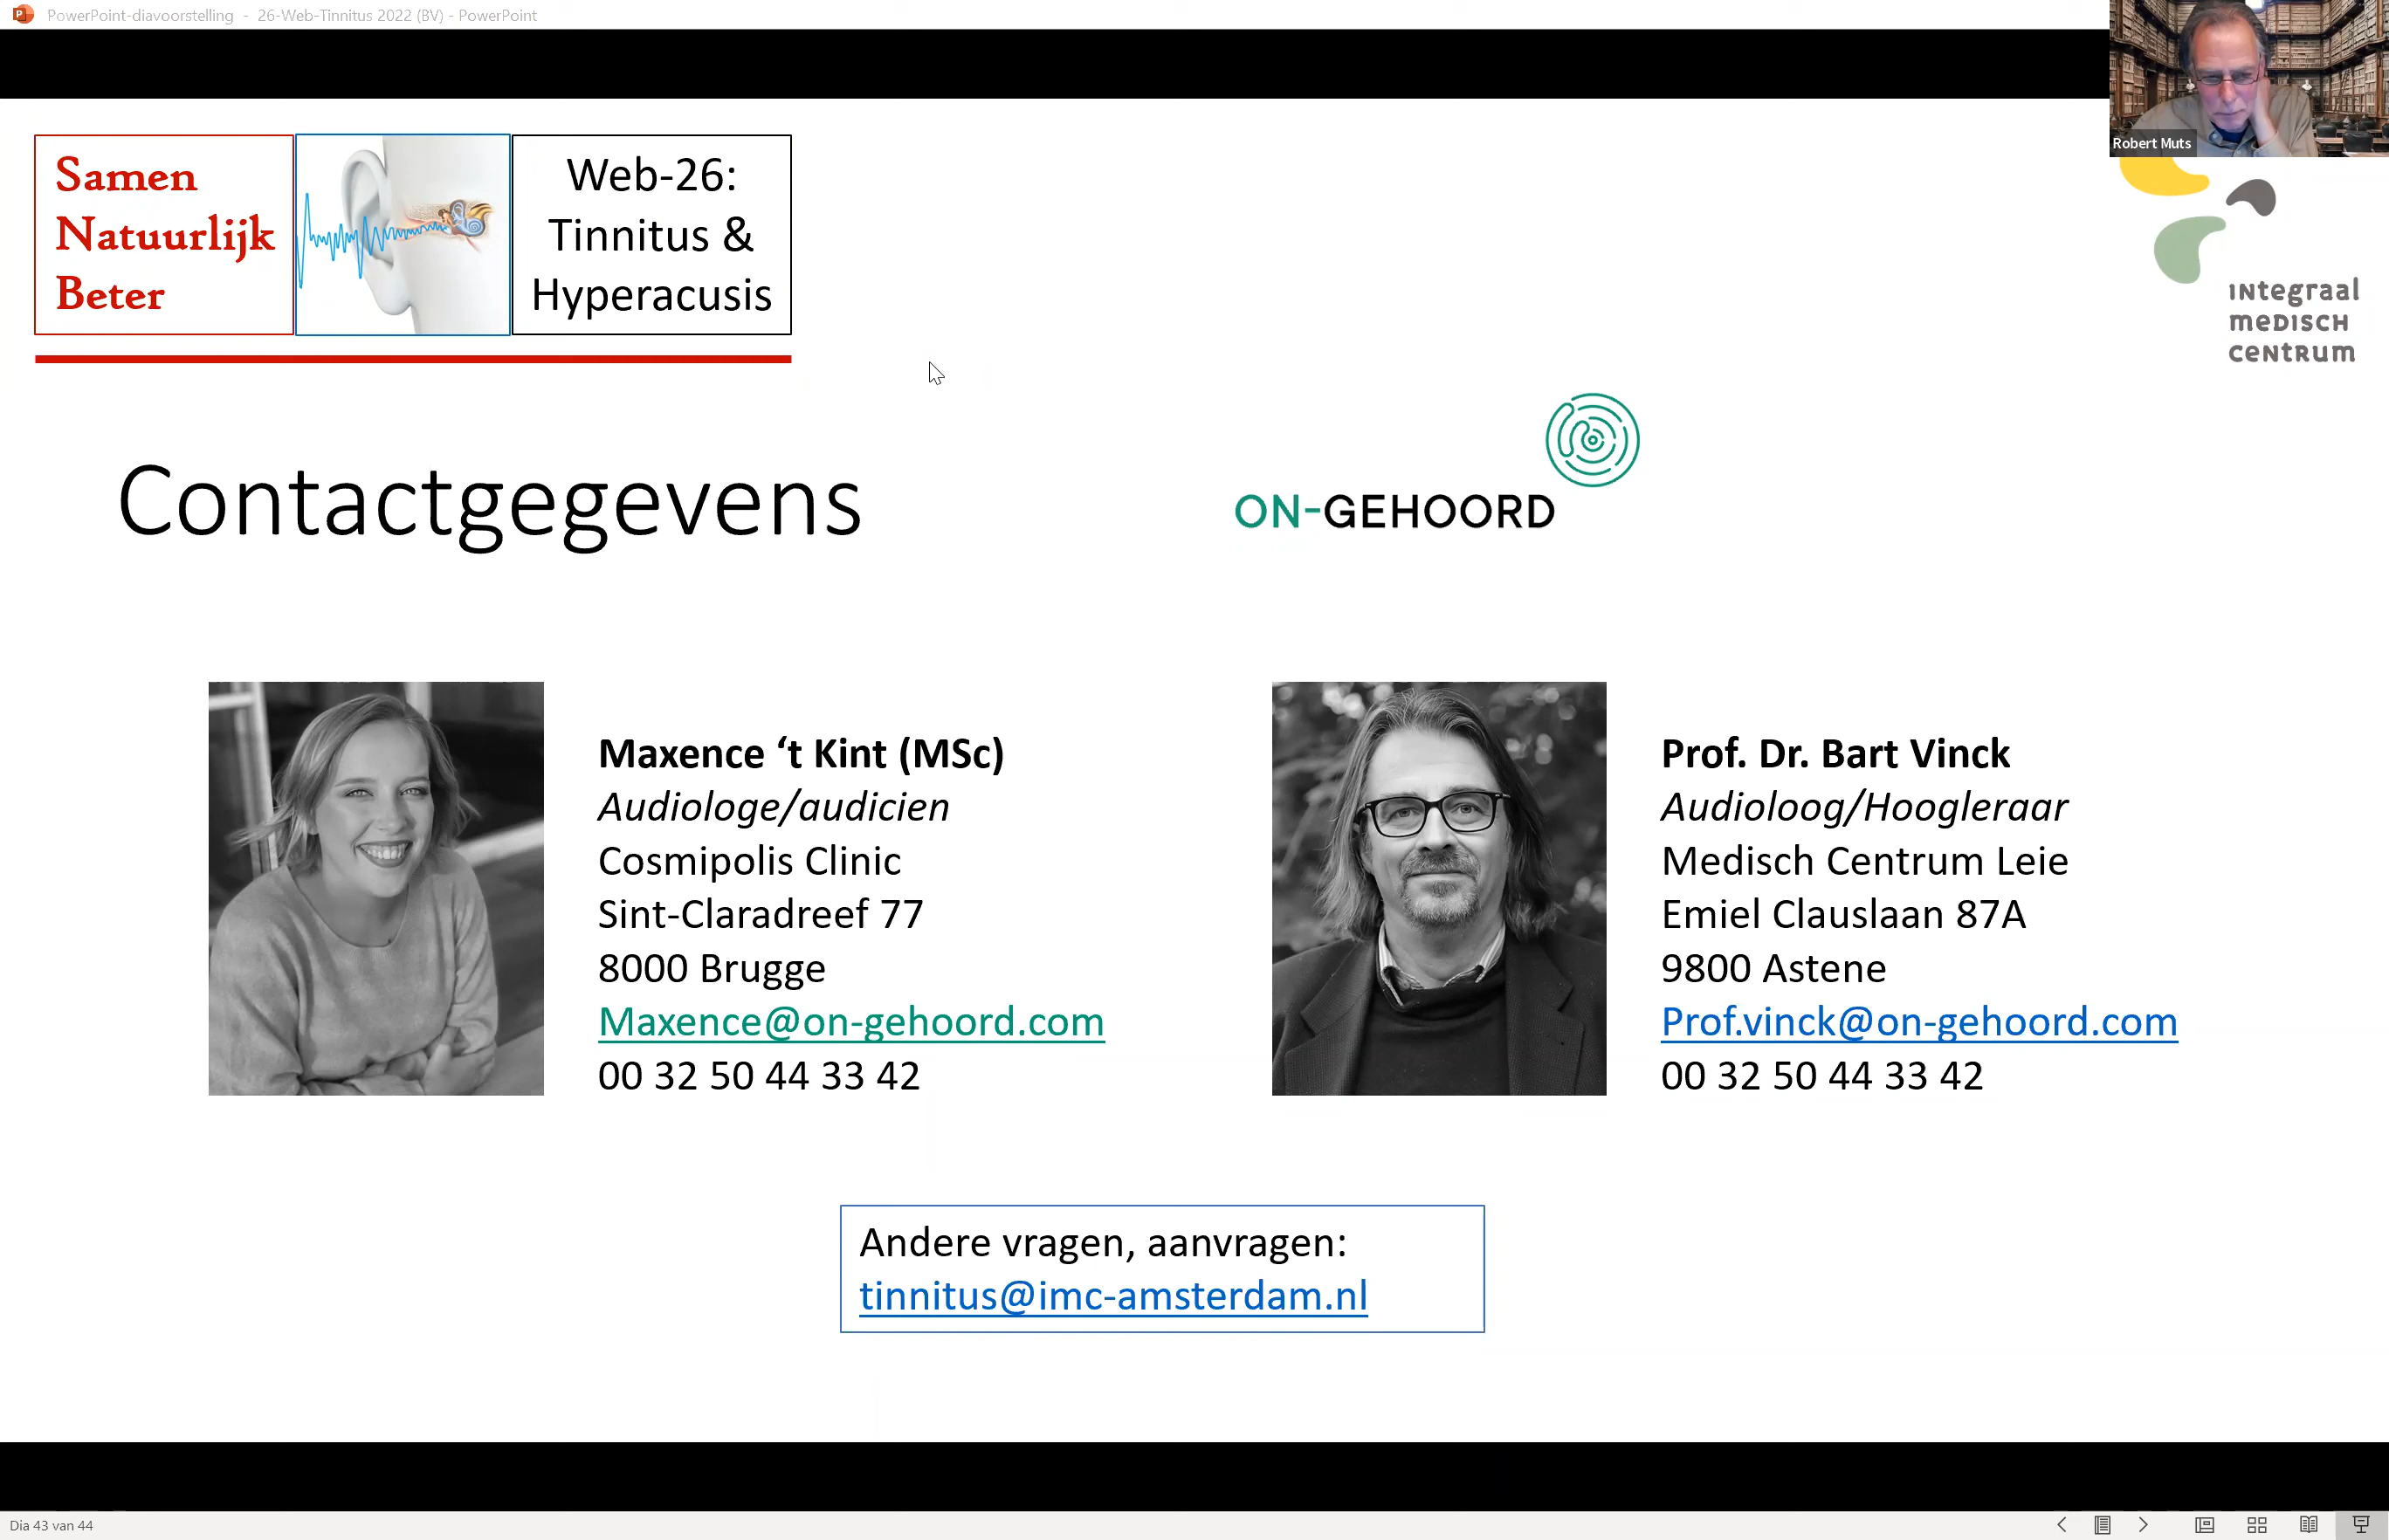 PowerPoint-diavoorstelling - 26-Web-Tinnitus 2022 (BV) - PowerPoint
Robert Muts
Samen
Natuurlijk
Beter
Web-26:
Tinnitus &
Hyperacusis
integraal
medisch
centrum
Contactgegevens
ON-GEHOORD
Maxence ‘t Kint (MSc)
Audiologe/audicien
Cosmipolis Clinic
Sint-Claradreef 77
8000 Brugge
Maxence@on-gehoord.com
00 32 50 44 33 42
Prof. Dr. Bart Vinck
Audioloog/Hoogleraar
Medisch Centrum Leie
Emiel Clauslaan 87A
9800 Astene
Prof.vinck@on-gehoord.com
00 32 50 44 33 42
Andere vragen, aanvragen:
tinnitus@imc-amsterdam.nl
Dia 43 van 44